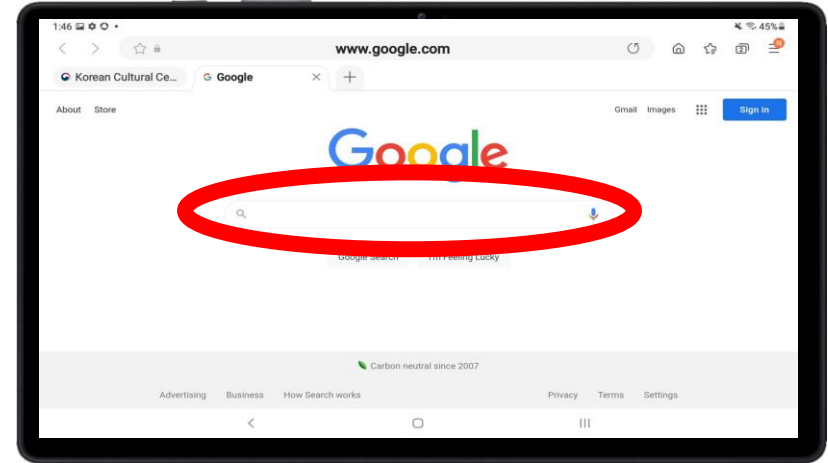 1:46 45%
www.google.com
2 N
Korean Cultural Ce... G Google
About Store Gmail Images Sign in
Google
Google Search I'm Feeling Lucky
Carbon neutral since 2007
Advertising Business How Search works Privacy Terms Settings